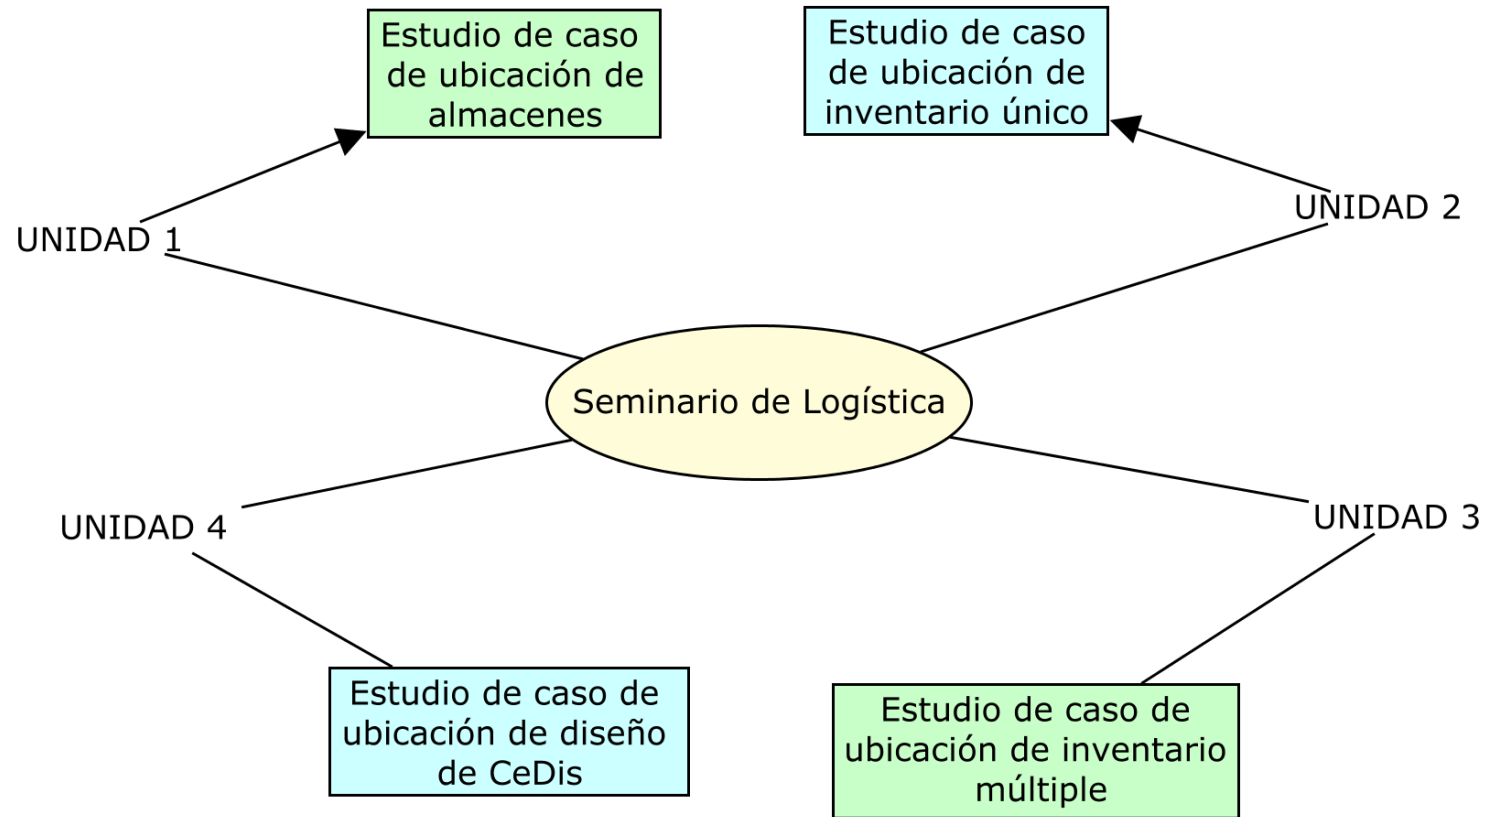 Estudio de caso
de ubicación de
almacenes
Estudio de caso
de ubicación de
inventario único
UNIDAD 1
UNIDAD 2
Seminario de Logística
UNIDAD 4
UNIDAD 3
Estudio de caso de
ubicación de diseño
de CeDis
Estudio de caso de
ubicación de inventario
múltiple